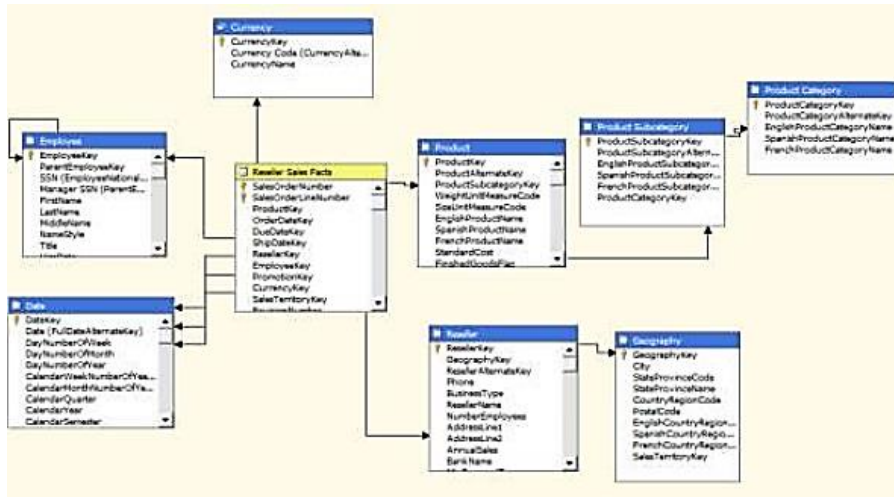 Currency
CurrencyKey
Currency Code (CurrencyAlte...
CurrencyName
Employee
EmployeeKey
ParentEmployeeKey
SSN (EmployeeNational...
Manager SSN (ParentE...
FirstName
LastName
MiddleName
NameStyle
Title
Reseller Sales Facts
SalesOrderNumber
SalesOrderLineNumber
ProductKey
OrderDateKey
DueDateKey
ShipDateKey
ResellerKey
EmployeeKey
PromotionKey
CurrencyKey
SalesTerritoryKey
Product
ProductKey
ProductAlternateKey
ProductSubcategoryKey
WeightUnitMeasureCode
SizeUnitMeasureCode
EnglishProductName
SpanishProductName
FrenchProductName
StandardCost
FinishedGoodsFlag
Product Subcategory
ProductSubcategoryKey
ProductSubcategoryAltern...
EnglishProductSubcategor...
SpanishProductSubcategor...
FrenchProductSubcategor...
ProductCategoryKey
Product Category
ProductCategoryKey
ProductCategoryAlternateKey
EnglishProductCategoryName
SpanishProductCategoryName
FrenchProductCategoryName
Date
DateKey
Date (FullDateAlternateKey)
DayNumberOfWeek
DayNumberOfMonth
DayNumberOfYear
CalendarWeekNumberOfYea...
CalendarMonthNumberOfYe...
CalendarQuarter
CalendarYear
CalendarSemester
Reseller
ResellerKey
GeographyKey
ResellerAlternateKey
Phone
BusinessType
ResellerName
NumberEmployees
AddressLine1
AddressLine2
AnnualSales
BankName
Geography
GeographyKey
City
StateProvinceCode
StateProvinceName
CountryRegionCode
PostalCode
EnglishCountryRegion...
SpanishCountryRegio...
FrenchCountryRegion...
SalesTerritoryKey